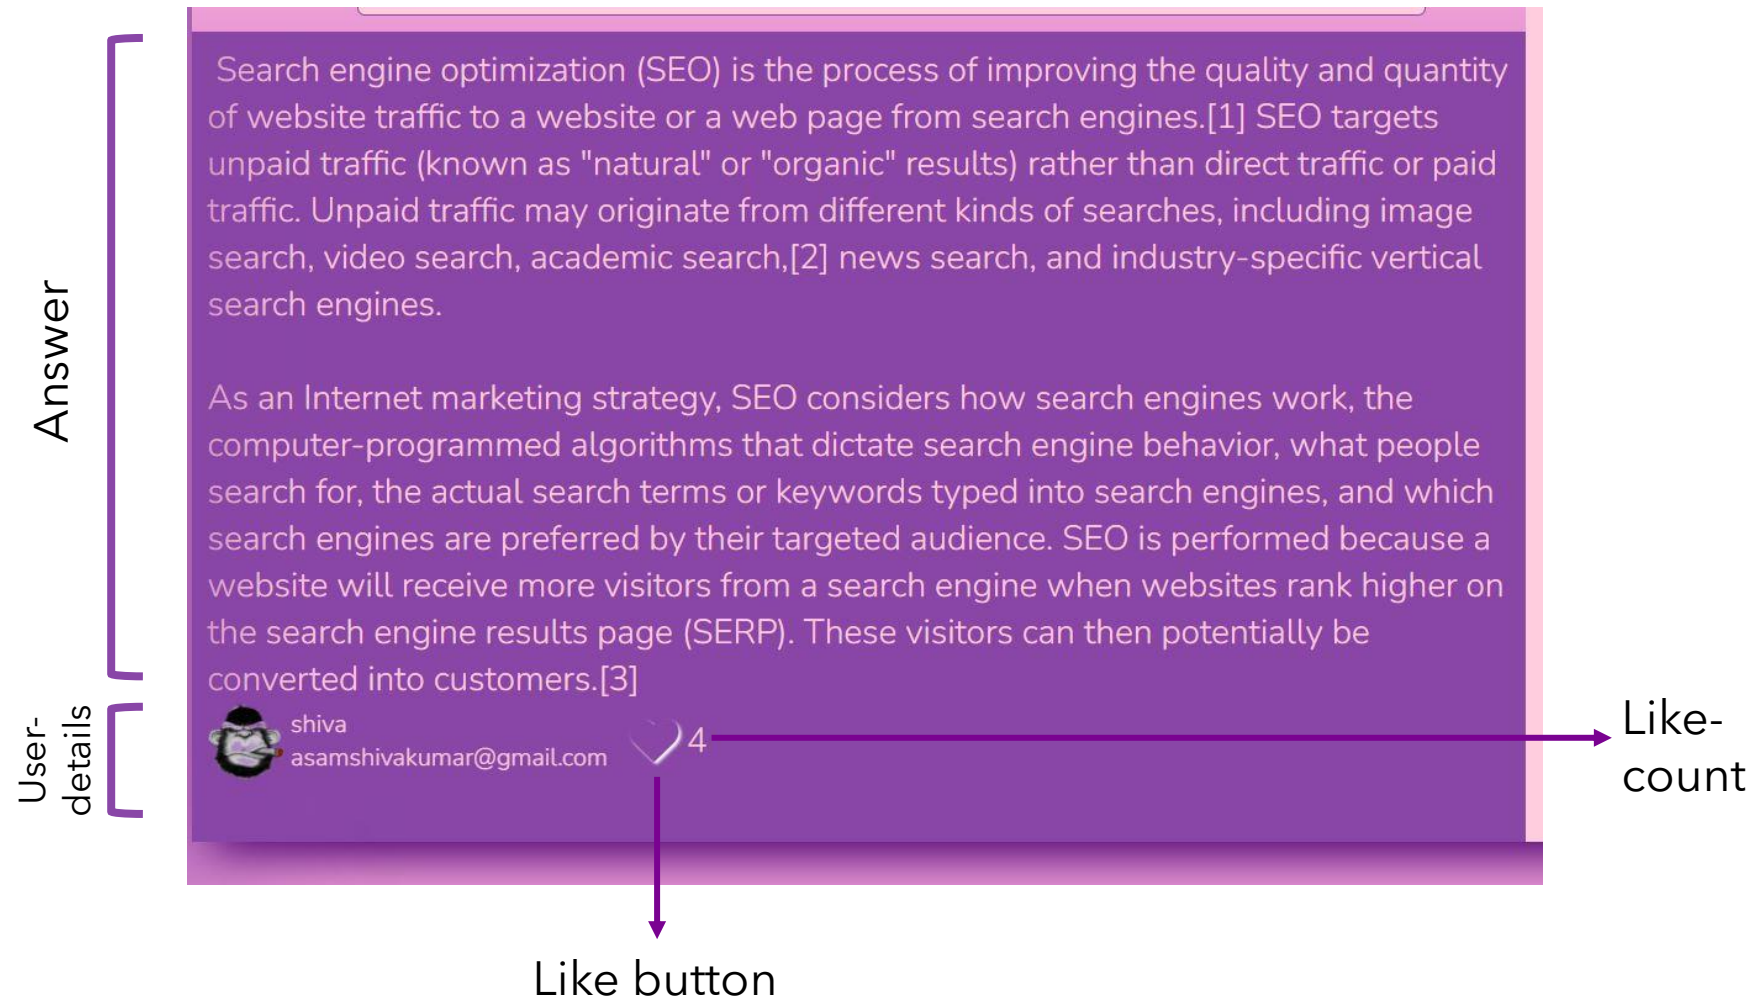 Search engine optimization (SEO) is the process of improving the quality and quantity
of website traffic to a website or a web page from search engines.[1] SEO targets
unpaid traffic (known as "natural" or "organic" results) rather than direct traffic or paid
traffic. Unpaid traffic may originate from different kinds of searches, including image
search, video search, academic search,[2] news search, and industry-specific vertical
search engines.
As an Internet marketing strategy, SEO considers how search engines work, the
computer-programmed algorithms that dictate search engine behavior, what people
search for, the actual search terms or keywords typed into search engines, and which
search engines are preferred by their targeted audience. SEO is performed because a
website will receive more visitors from a search engine when websites rank higher on
the search engine results page (SERP). These visitors can then potentially be
converted into customers.[3]
Answer
User-
details
shiva
asamshivakumar@gmail.com
4
Like-
count
Like button